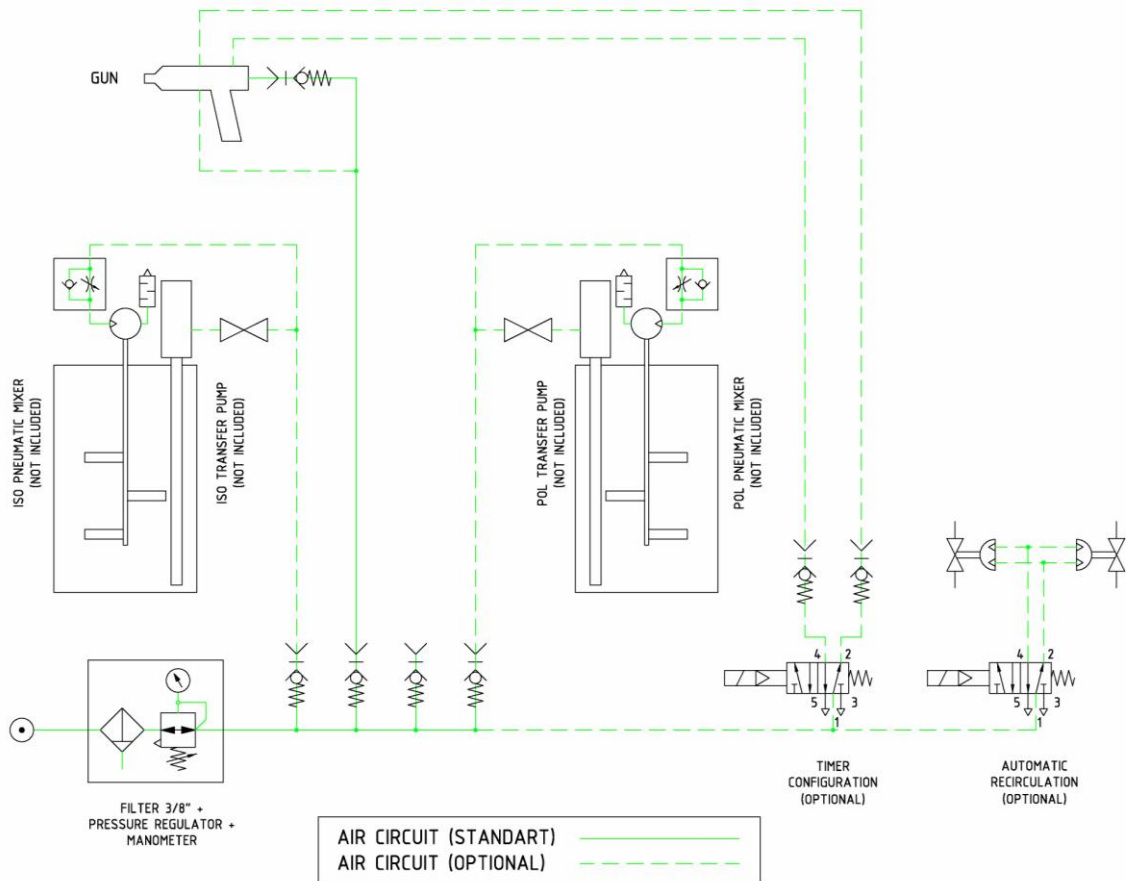 GUN
ISO PNEUMATIC MIXER
(NOT INCLUDED)
ISO TRANSFER PUMP
(NOT INCLUDED)
POL TRANSFER PUMP
(NOT INCLUDED)
POL PNEUMATIC MIXER
(NOT INCLUDED)
4 2
5 3
1
4 2
5 3
1
FILTER 3/8" +
PRESSURE REGULATOR +
MANOMETER
TIMER
CONFIGURATION
(OPTIONAL)
AUTOMATIC
RECIRCULATION
(OPTIONAL)
AIR CIRCUIT (STANDART)
AIR CIRCUIT (OPTIONAL)